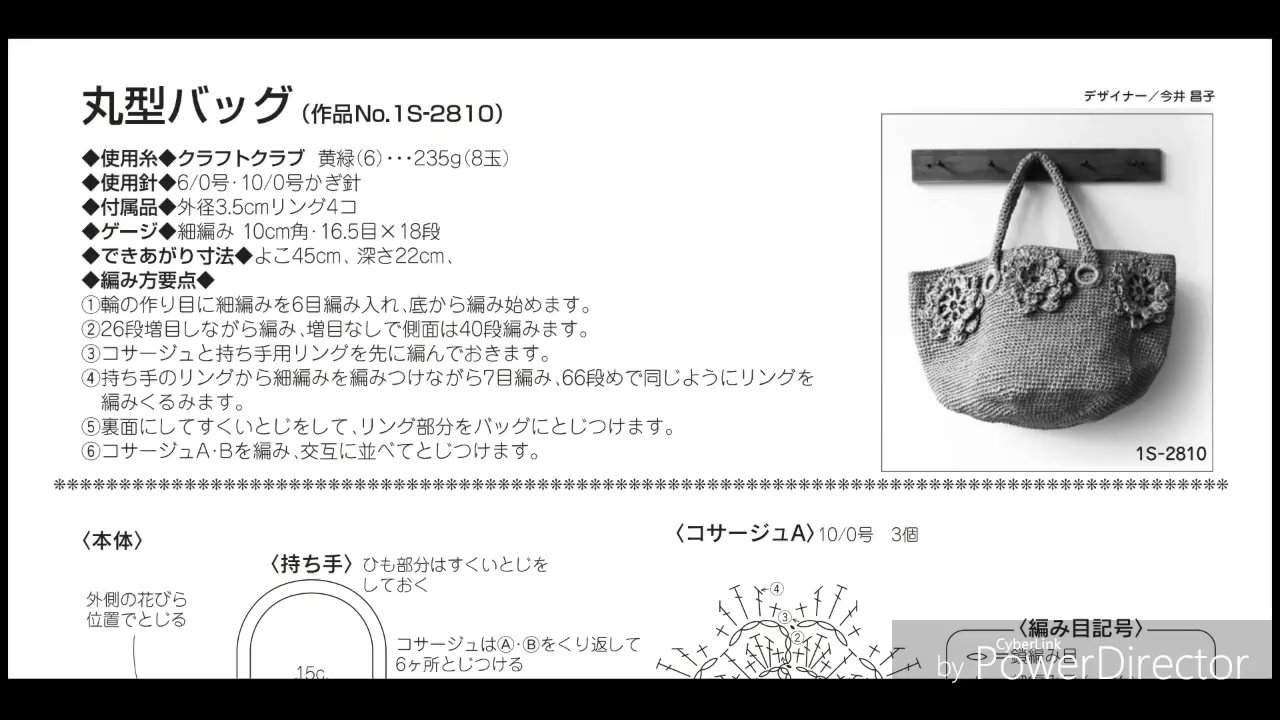 丸型バッグ（作品No.1S-2810）
デザイナー／今井 昌子
◆使用糸◆クラフトクラブ 黄緑（6）･･･235g（8玉）
◆使用針◆6/0号･10/0号かぎ針
◆付属品◆外径3.5cmリング4コ
◆ゲージ◆細編み 10cm角･16.5目×18段
◆できあがり寸法◆よこ45cm、深さ22cm、
◆編み方要点◆
①輪の作り目に細編みを6目編み入れ、底から編み始めます。
②26段増目しながら編み、増目なしで側面は40段編みます。
③コサージュと持ち手用リングを先に編んでおきます。
④持ち手のリングから細編みを編みつけながら7目編み、66段めで同じようにリングを
編みくるみます。
⑤裏面にしてすくいとじをして、リング部分をバッグにとじつけます。
⑥コサージュA･Bを編み、交互に並べてとじつけます。
1S-2810
〈本体〉
〈持ち手〉ひも部分はすくいとじを
しておく
外側の花びら
位置でとじる
コサージュはⒶ･Ⓑをくり返して
6ヶ所とじつける
15c.
〈コサージュA〉10/0号 3個
④
③
②
〈編み目記号〉
鎖編み目
CyberLink
by PowerDirector